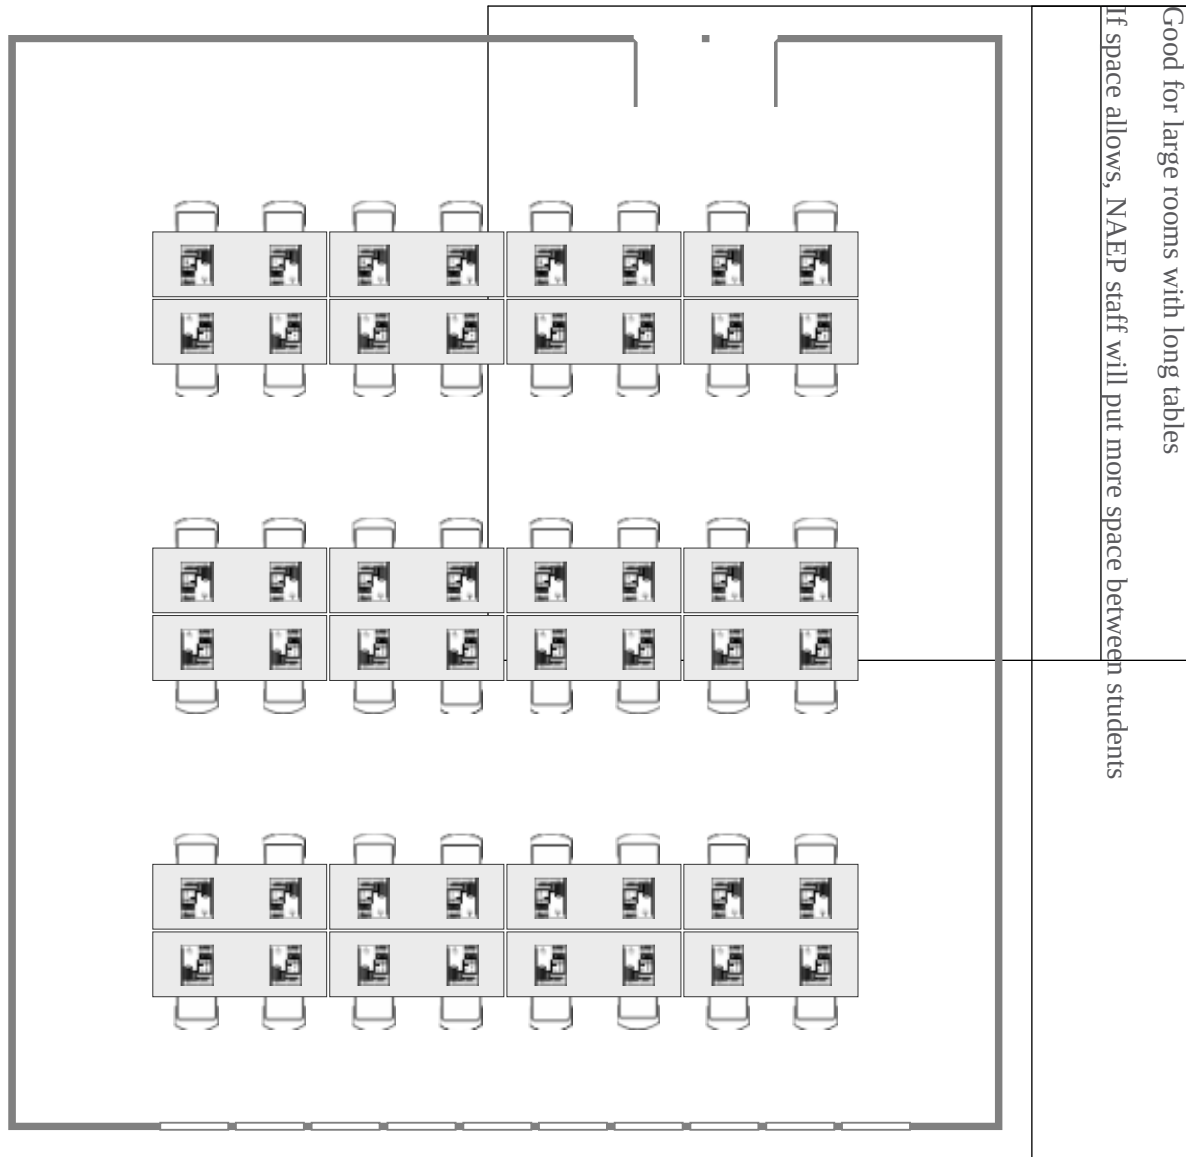 Good for large rooms with long tables
If space allows, NAEP staff will put more space between students